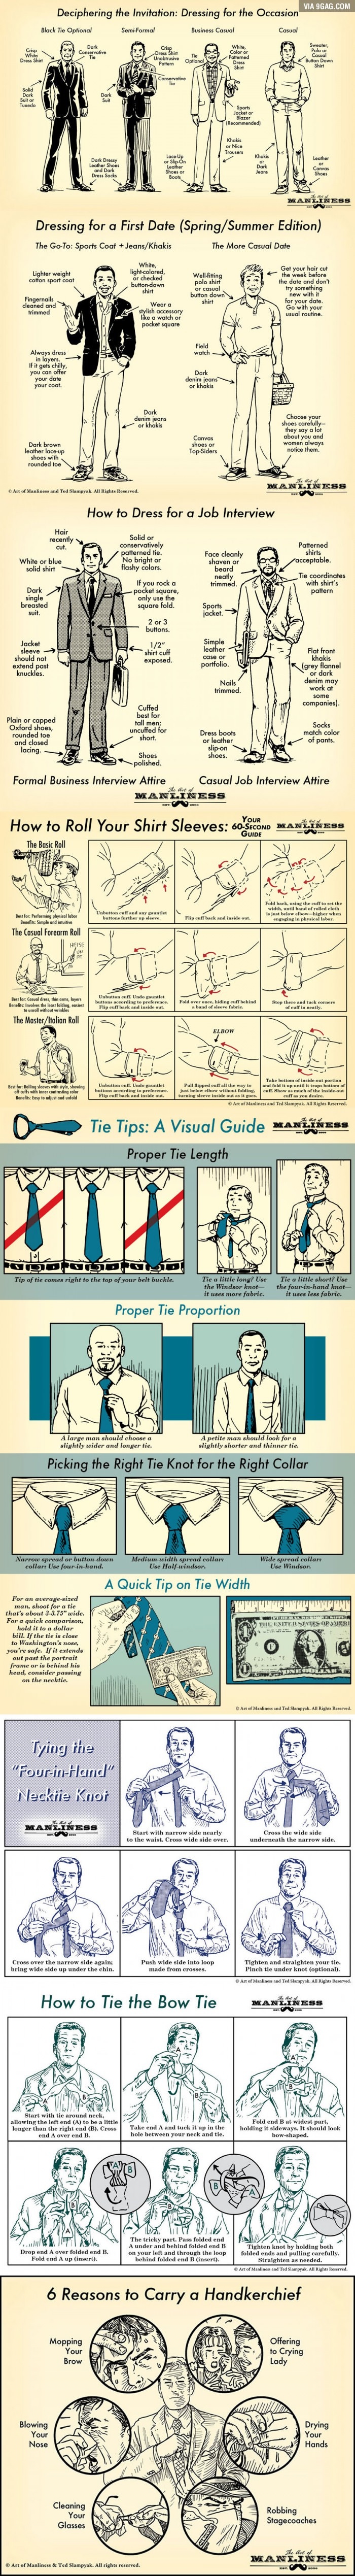 VIA 9GAG.COM
Deciphering the Invitation: Dressing for the Occasion
Black Tie Optional
Semi-Formal
Business Casual
Casual
Crisp
White
Dress Shirt
Dark
Conservative
Tie
Solid
Dark
Suit or
Tuxedo
Dark Dressy
Leather Shoes
and Dark
Dress Socks
Crisp
Dress Shirt
Unobtrusive
Pattern
Conservative
Tie
Dark
Suit
Tie
Optional
White,
Color or
Patterned
Dress
Shirt
Sports
Jacket or
Blazer
(Recommended)
Khakis
or Nice
Trousers
Lace-Up
or Slip-On
Leather
Shoes or
Boots
Sweater,
Polo or
Casual
Button Down
Shirt
Khakis
or Dark
Jeans
Leather
or
Canvas
Shoes
The Art of
MANLINESS
Dressing for a First Date (Spring/Summer Edition)
The Go-To: Sports Coat + Jeans/Khakis
The More Casual Date
Lighter weight
cotton sport coat
White,
light-colored,
or checked
button-down
shirt
Fingernails
cleaned and
trimmed
Wear a
stylish accessory
like a watch or
pocket square
Always dress
in layers.
If it gets chilly,
you can offer
your date
your coat.
Dark
denim jeans
or khakis
Dark brown
leather lace-up
shoes with
rounded toe
Well-fitting
polo shirt
or casual
button down
shirt
Get your hair cut
the week before
the date and don't
try something
new with it
for your date.
Go with your
usual routine.
Field
watch
Dark
denim jeans
or khakis
Canvas
shoes or
Top-Siders
Choose your
shoes carefully—
they say a lot
about you and
women always
notice them.
© Art of Manliness and Ted Slampyak. All Rights Reserved.
The Art of
MANLINESS
How to Dress for a Job Interview
Hair
recently
cut.
Solid or
conservatively
patterned tie.
No bright or
flashy colors.
White or blue
solid shirt
Dark
single
breasted
suit.
If you rock a
pocket square,
only use the
square fold.
2 or 3
buttons.
Jacket
sleeve
should not
extend past
knuckles.
1/2"
shirt cuff
exposed.
Plain or capped
Oxford shoes,
rounded toe
and closed
lacing.
Cuffed
best for
tall men;
uncuffed for
short.
Shoes
polished.
Face cleanly
shaven or
beard
neatly
trimmed.
Patterned
shirts
acceptable.
Tie coordinates
with shirt's
pattern
Sports
jacket.
Simple
leather case
or portfolio.
Nails
trimmed.
Flat front
khakis
(grey flannel
or dark
denim may
work at
some
companies).
Dress boots
or leather
slip-on
shoes.
Socks
match color
of pants.
Formal Business Interview Attire
Casual Job Interview Attire
The Art of
MANLINESS
How to Roll Your Shirt Sleeves:
YOUR
60-SECOND
GUIDE
The Art of
MANLINESS
The Basic Roll
Best for: Performing physical labor
Benefits: Simple and intuitive
Unbutton cuff and any gauntlet
buttons further up sleeve.
Flip cuff back and inside out.
Fold back, using the cuff to set the
width, until band of rolled cloth
is just below elbow—higher when
engaging in physical labor.
The Casual Forearm Roll
Best for: Casual dress, thin arms, layers
Unbutton cuff. Undo gauntlet
buttons according to preference.
Flip cuff back and inside out.
Fold over once, hiding cuff behind
a band of sleeve fabric.
Stop there and tuck corners
of cuff in neatly.
The Master/Italian Roll
Unbutton cuff. Undo gauntlet
buttons according to preference.
Flip cuff back and inside out.
ELBOW
Pull flipped cuff all the way to
just below elbow without folding,
turning sleeve inside out as it goes.
Take bottom of inside-out portion
and fold it up until it traps bottom of
cuff. Show as much of the inside out
cuff as you desire.
© Art of Manliness and Ted Slampyak. All Rights Reserved.
Tie Tips: A Visual Guide
The Art of
MANLINESS
Proper Tie Length
Tip of tie comes right to the top of your belt buckle.
Tie a little long? Use
the Windsor knot—
it uses more fabric.
Tie a little short? Use
the four-in-hand knot—
it uses less fabric.
Proper Tie Proportion
A large man should choose a
slightly wider and longer tie.
A petite man should look for a
slightly shorter and thinner tie.
Picking the Right Tie Knot for the Right Collar
Narrow spread or button-down
collar: Use four-in-hand.
Medium-width spread collar:
Use Half-windsor.
Wide spread collar:
Use Windsor.
A Quick Tip on Tie Width
For an average-sized
man, shoot for a tie
that's about 3-3.75" wide.
For a quick comparison,
hold it to a dollar
bill. If the tie is close
to Washington's nose,
you're safe. If it extends
out past the portrait
frame or is behind his
head, consider passing
on the necktie.
© Art of Manliness and Ted Slampyak. All Rights Reserved.
Tying the
"Four-in-Hand"
Necktie Knot
The Art of
MANLINESS
Start with narrow side nearly
to the waist. Cross wide side over.
Cross the wide side
underneath the narrow side.
Cross over the narrow side again;
bring wide side up under the chin.
Push wide side into loop
made from crosses.
Tighten and straighten your tie.
Pinch tie under knot (optional).
© Art of Manliness and Ted Slampyak. All Rights Reserved.
How to Tie the Bow Tie
The Art of
MANLINESS
Start with tie around neck,
allowing the left end (A) to be a little
longer than the right end (B). Cross
end A over end B.
Take end A and tuck it up in the
hole between your neck and tie.
Fold end B at widest part,
holding it sideways. It should look
bow-shaped.
Drop end A over folded end B.
Fold end A up (insert).
The tricky part. Pass folded end
A under and behind folded end B
on your left and through the loop
behind folded end B (insert).
Tighten knot by holding both
folded ends and pulling carefully.
Straighten as needed.
© Art of Manliness and Ted Slampyak. All Rights Reserved.
6 Reasons to Carry a Handkerchief
Mopping
Your
Brow
Offering
to Crying
Lady
Blowing
Your
Nose
Drying
Your
Hands
Cleaning
Your
Glasses
Robbing
Stagecoaches
© Art of Manliness & Ted Slampyak. All rights reserved.
The Art of
MANLINESS